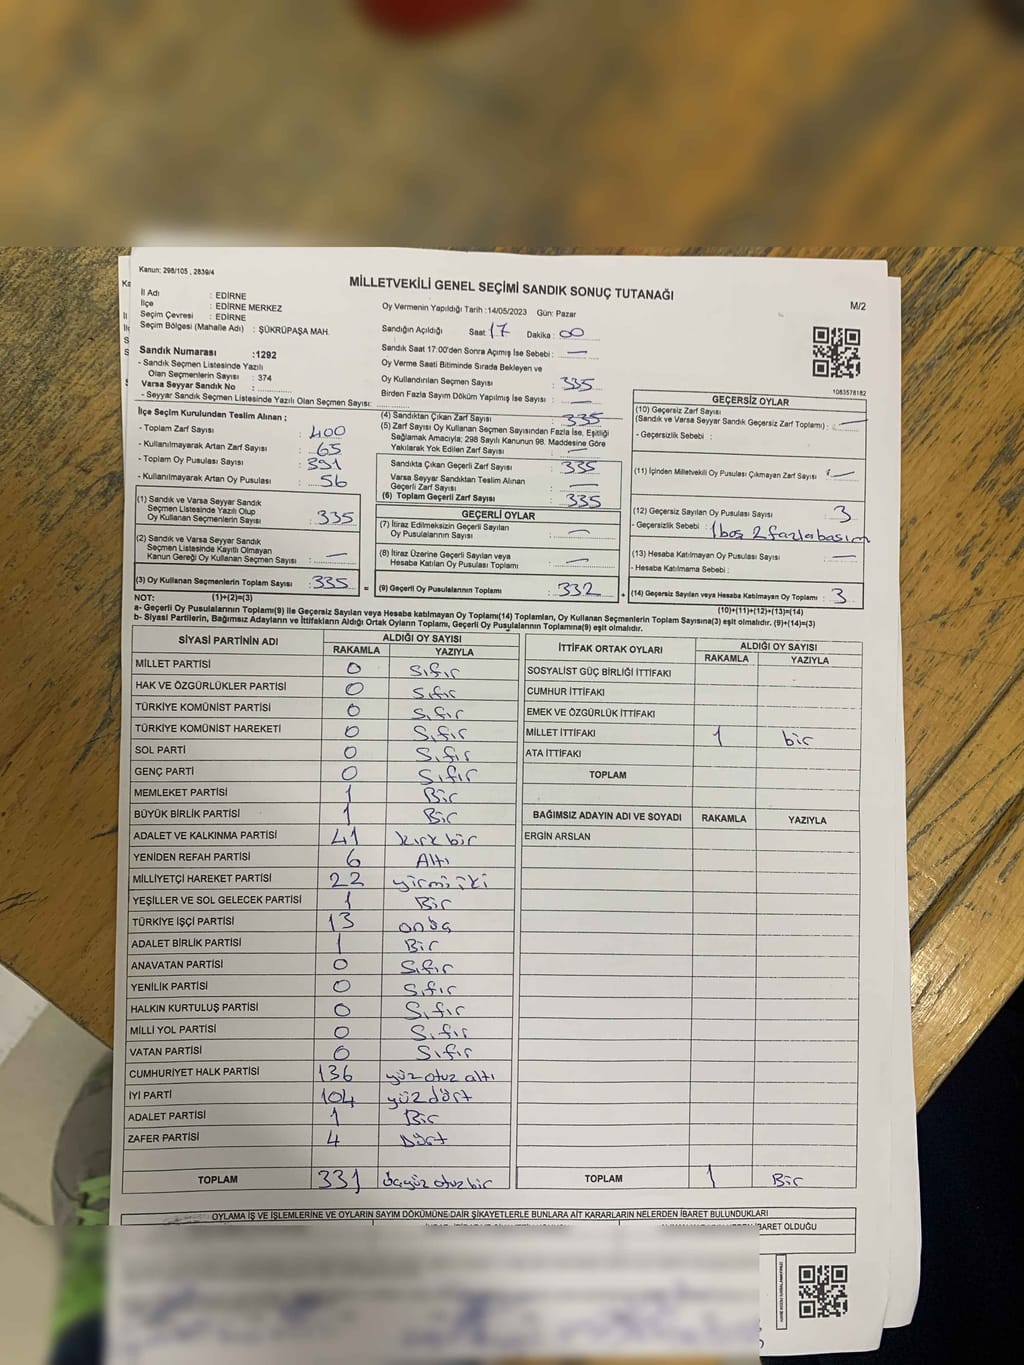 Kanun: 298/105 , 2839/4
MİLLETVEKİLİ GENEL SEÇİMİ SANDIK SONUÇ TUTANAĞI
M/2
İl Adı : EDİRNE
İlçe : EDİRNE MERKEZ
Seçim Çevresi : EDİRNE
Seçim Bölgesi (Mahalle Adı) : ŞÜKRÜPAŞA MAH.
Oy Vermenin Yapıldığı Tarih :14/05/2023 Gün: Pazar
Sandığın Açıldığı Saat: 17 Dakika : 00
Sandık Saat 17:00'den Sonra Açımış İse Sebebi : —
Oy Verme Saati Bitiminde Sırada Bekleyen ve
Oy Kullandırılan Seçmen Sayısı : 335
Birden Fazla Sayım Döküm Yapılmış İse Sayısı : —
Sandık Numarası :1292
- Sandık Seçmen Listesinde Yazılı
Olan Seçmenlerin Sayısı : 374
Varsa Seyyar Sandık No :
- Seyyar Sandık Seçmen Listesinde Yazılı Olan Seçmen Sayısı:
İlçe Seçim Kurulundan Teslim Alınan ;
- Toplam Zarf Sayısı : 400
- Kullanılmayarak Artan Zarf Sayısı : 65
- Toplam Oy Pusulası Sayısı : 391
- Kullanılmayarak Artan Oy Pusulası : 56
(1) Sandık ve Varsa Seyyar Sandık
Seçmen Listesinde Yazılı Olup
Oy Kullanan Seçmenlerin Sayısı : 335
(2) Sandık ve Varsa Seyyar Sandık
Seçmen Listesinde Kayıtlı Olmayan
Kanun Gereği Oy Kullanan Seçmen Sayısı : —
(3) Oy Kullanan Seçmenlerin Toplam Sayısı : 335 =
(4) Sandıktan Çıkan Zarf Sayısı : 335
(5) Zarf Sayısı Oy Kullanan Seçmen Sayısından Fazla İse, Eşitliği
Sağlamak Amacıyla; 298 Sayılı Kanunun 98. Maddesine Göre
Yakılarak Yok Edilen Zarf Sayısı : —
Sandıkta Çıkan Geçerli Zarf Sayısı : 335
Varsa Seyyar Sandıktan Teslim Alınan
Geçerli Zarf Sayısı : —
(6) Toplam Geçerli Zarf Sayısı : 335
GEÇERLİ OYLAR
(7) İtiraz Edilmeksizin Geçerli Sayılan
Oy Pusulalarının Sayısı : —
(8) İtiraz Üzerine Geçerli Sayılan veya
Hesaba Katılan Oy Pusulası Toplamı : —
(9) Geçerli Oy Pusulalarının Toplamı : 332 +
1083578182
GEÇERSİZ OYLAR
(10) Geçersiz Zarf Sayısı
(Sandık ve Varsa Seyyar Sandık Geçersiz Zarf Toplamı) : —
- Geçersizlik Sebebi :
(11) İçinden Milletvekili Oy Pusulası Çıkmayan Zarf Sayısı : —
(12) Geçersiz Sayılan Oy Pusulası Sayısı : 3
- Geçersizlik Sebebi : 1 boş 2 fazla basım
(13) Hesaba Katılmayan Oy Pusulası Sayısı : —
- Hesaba Katılmama Sebebi :
(14) Geçersiz Sayılan veya Hesaba Katılmayan Oy Toplamı : 3
NOT: (1)+(2)=(3)
(10)+(11)+(12)+(13)=(14)
a- Geçerli Oy Pusulalarının Toplamı(9) ile Geçersiz Sayılan veya Hesaba katılmayan Oy Toplamı(14) Toplamları, Oy Kullanan Seçmenlerin Toplam Sayısına(3) eşit olmalıdır. (9)+(14)=(3)
b- Siyasi Partilerin, Bağımsız Adayların ve İttifakların Aldığı Ortak Oyların Toplamı, Geçerli Oy Pusulalarının Toplamına(9) eşit olmalıdır.
SİYASİ PARTİNİN ADI ALDIĞI OY SAYISI
RAKAMLA YAZIYLA
MİLLET PARTİSİ 0 Sıfır
HAK VE ÖZGÜRLÜKLER PARTİSİ 0 Sıfır
TÜRKİYE KOMÜNİST PARTİSİ 0 Sıfır
TÜRKİYE KOMÜNİST HAREKETİ 0 Sıfır
SOL PARTİ 0 Sıfır
GENÇ PARTİ 0 Sıfır
MEMLEKET PARTİSİ 1 Bir
BÜYÜK BİRLİK PARTİSİ 1 Bir
ADALET VE KALKINMA PARTİSİ 41 kırk bir
YENİDEN REFAH PARTİSİ 6 Altı
MİLLİYETÇİ HAREKET PARTİSİ 22 yirmi iki
YEŞİLLER VE SOL GELECEK PARTİSİ 1 Bir
TÜRKİYE İŞÇİ PARTİSİ 13 onüç
ADALET BİRLİK PARTİSİ 1 Bir
ANAVATAN PARTİSİ 0 Sıfır
YENİLİK PARTİSİ 0 Sıfır
HALKIN KURTULUŞ PARTİSİ 0 Sıfır
MİLLİ YOL PARTİSİ 0 Sıfır
VATAN PARTİSİ 0 Sıfır
CUMHURİYET HALK PARTİSİ 136 yüz otuz altı
İYİ PARTİ 104 yüz dört
ADALET PARTİSİ 1 Bir
ZAFER PARTİSİ 4 Dört
TOPLAM 331 üçyüz otuz bir
İTTİFAK ORTAK OYLARI ALDIĞI OY SAYISI
RAKAMLA YAZIYLA
SOSYALİST GÜÇ BİRLİĞİ İTTİFAKI
CUMHUR İTTİFAKI
EMEK VE ÖZGÜRLÜK İTTİFAKI
MİLLET İTTİFAKI 1 bir
ATA İTTİFAKI
TOPLAM
BAĞIMSIZ ADAYIN ADI VE SOYADI RAKAMLA YAZIYLA
ERGİN ARSLAN
TOPLAM 1 Bir
OYLAMA İŞ VE İŞLEMLERİNE VE OYLARIN SAYIM DÖKÜMÜNE DAİR ŞİKAYETLERLE BUNLARA AİT KARARLARIN NELERDEN İBARET BULUNDUKLARI
İBARET OLDUĞU